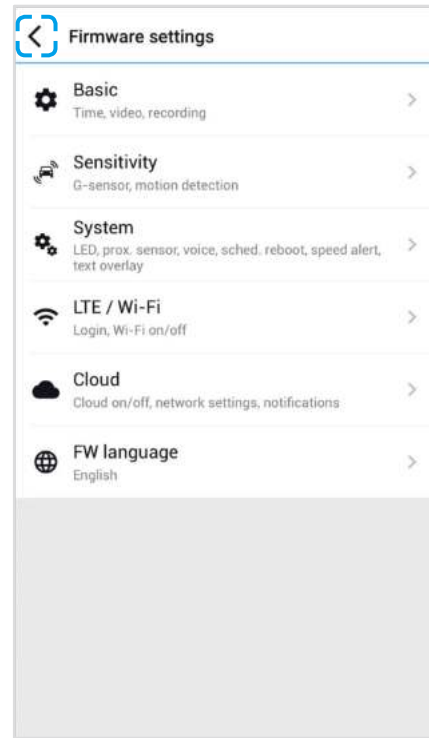 Firmware settings
Basic
Time, video, recording
Sensitivity
G-sensor, motion detection
System
LED, prox. sensor, voice, sched. reboot, speed alert,
text overlay
LTE / Wi-Fi
Login, Wi-Fi on/off
Cloud
Cloud on/off, network settings, notifications
FW language
English